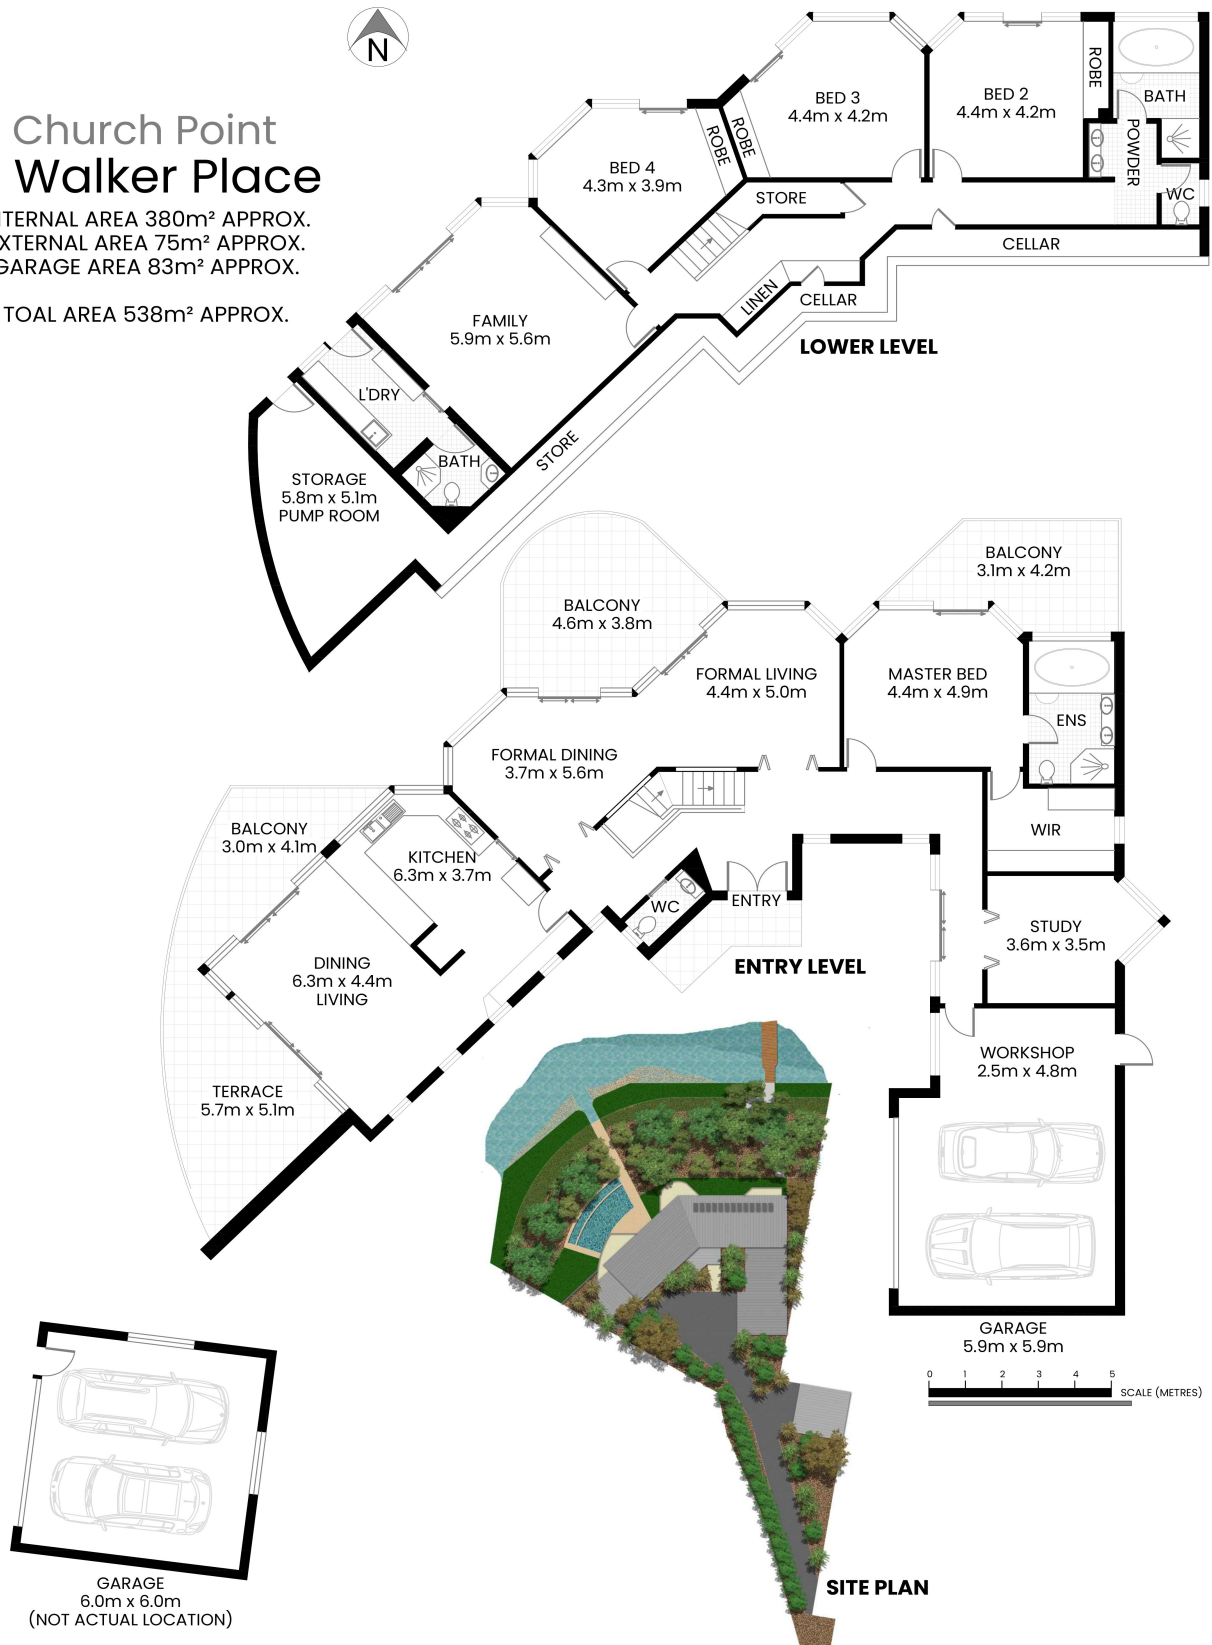 N
Church Point
Walker Place
NTERNAL AREA 380m² APPROX.
XTERNAL AREA 75m² APPROX.
GARAGE AREA 83m² APPROX.
TOAL AREA 538m² APPROX.
BED 3
4.4m x 4.2m
BED 2
4.4m x 4.2m
ROBE
BATH
POWDER
WC
BED 4
4.3m x 3.9m
ROBE
ROBE
STORE
CELLAR
LINEN
CELLAR
FAMILY
5.9m x 5.6m
LOWER LEVEL
L'DRY
BATH
STORE
STORAGE
5.8m x 5.1m
PUMP ROOM
BALCONY
3.1m x 4.2m
BALCONY
4.6m x 3.8m
FORMAL LIVING
4.4m x 5.0m
MASTER BED
4.4m x 4.9m
ENS
FORMAL DINING
3.7m x 5.6m
BALCONY
3.0m x 4.1m
KITCHEN
6.3m x 3.7m
WIR
WC
ENTRY
STUDY
3.6m x 3.5m
ENTRY LEVEL
DINING
6.3m x 4.4m
LIVING
WORKSHOP
2.5m x 4.8m
TERRACE
5.7m x 5.1m
GARAGE
5.9m x 5.9m
0 1 2 3 4 5
SCALE (METRES)
SITE PLAN
GARAGE
6.0m x 6.0m
(NOT ACTUAL LOCATION)